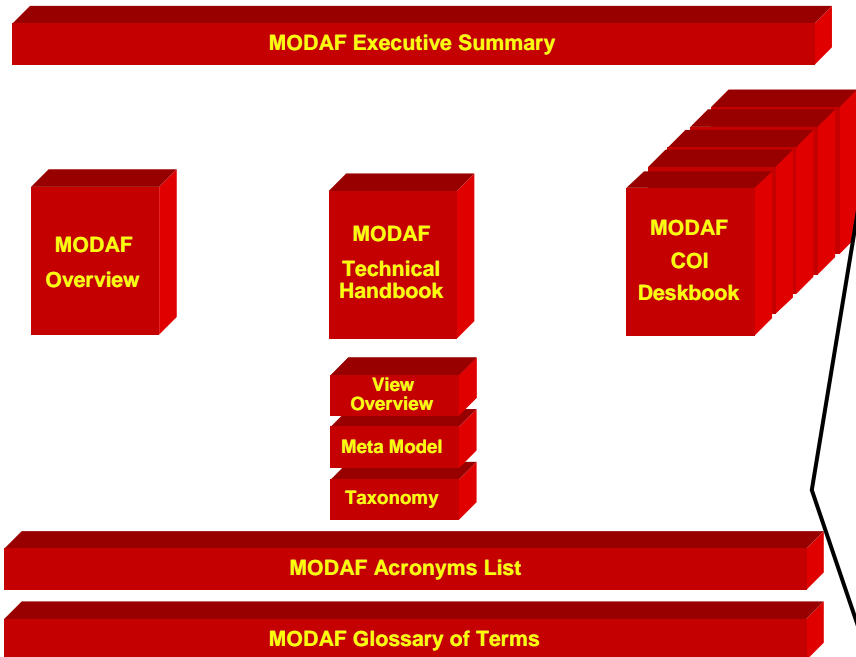 MODAF Executive Summary
MODAF
Overview
MODAF
Technical
Handbook
MODAF
COI
Deskbook
View
Overview
Meta Model
Taxonomy
MODAF Acronyms List
MODAF Glossary of Terms